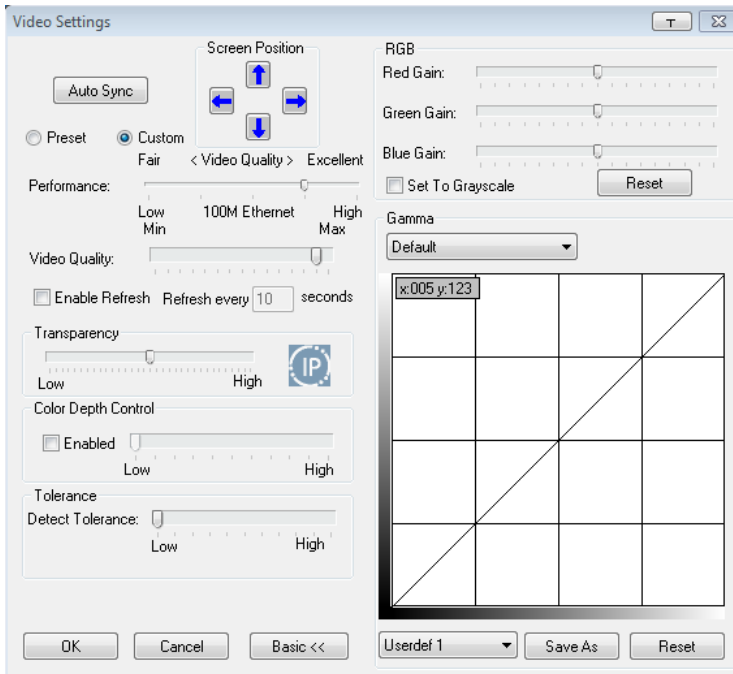 Video Settings
T
Screen Position
Auto Sync
Preset Custom
Fair < Video Quality > Excellent
Performance:
Low 100M Ethernet High
Min Max
Video Quality:
Enable Refresh Refresh every 10 seconds
Transparency
Low High
IP
Color Depth Control
Enabled
Low High
Tolerance
Detect Tolerance:
Low High
OK Cancel Basic <<
RGB
Red Gain:
Green Gain:
Blue Gain:
Set To Grayscale Reset
Gamma
Default
x:005 y:123
Userdef 1 Save As Reset